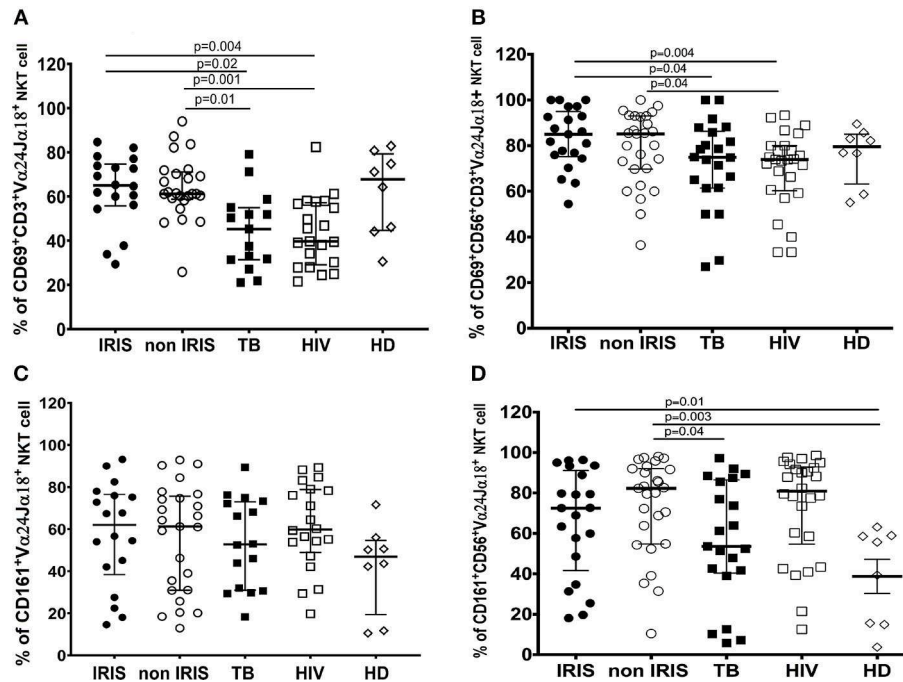 A
p=0.004
p=0.02
p=0.001
p=0.01
% of CD69⁺CD3⁺Vα24Jα18⁺ NKT cell
120
100
80
60
40
20
0
IRIS non IRIS TB HIV HD
B
p=0.004
p=0.04
p=0.04
% of CD69⁺CD56⁺CD3⁺Vα24Jα18+ NKT cell
120
100
80
60
40
20
0
IRIS non IRIS TB HIV HD
C
% of CD161⁺Vα24Jα18⁺ NKT cell
120
100
80
60
40
20
0
IRIS non IRIS TB HIV HD
D
p=0.01
p=0.003
p=0.04
% of CD161⁺CD56⁺Vα24Jα18⁺ NKT cell
120
100
80
60
40
20
0
IRIS non IRIS TB HIV HD